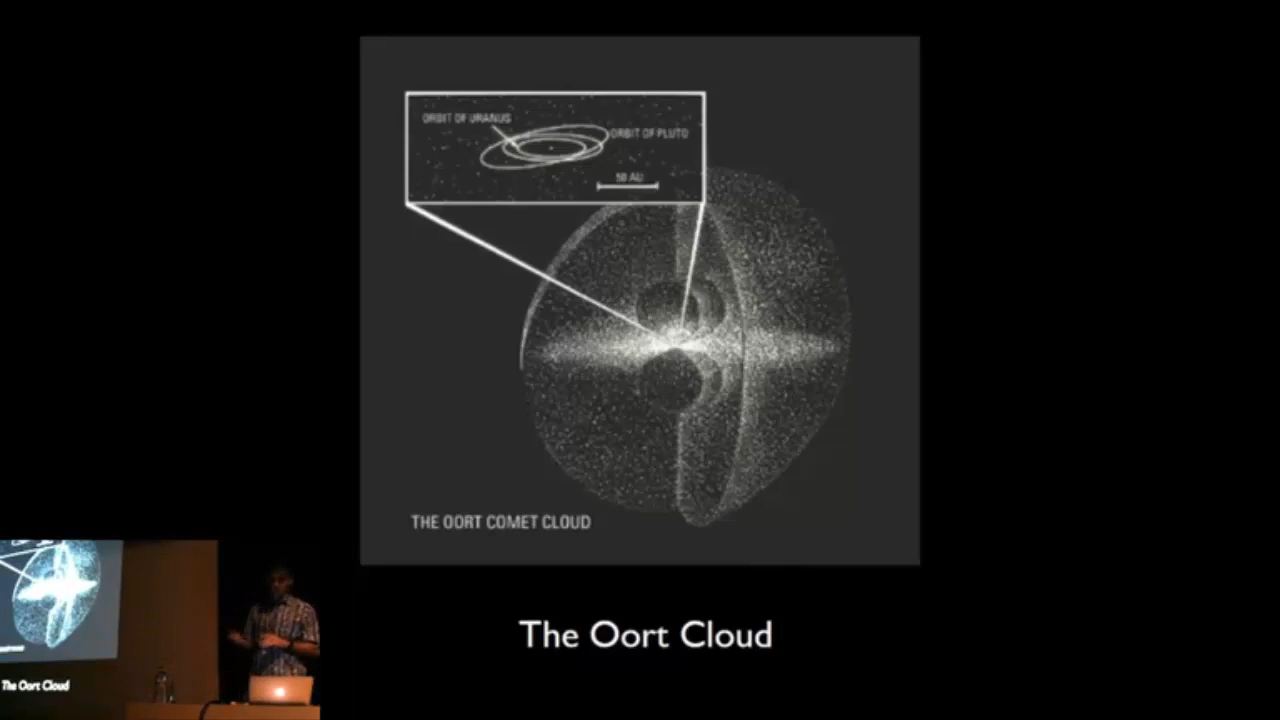 ORBIT OF URANUS
ORBIT OF PLUTO
50 AU
THE OORT COMET CLOUD
The Oort Cloud
The Oort Cloud